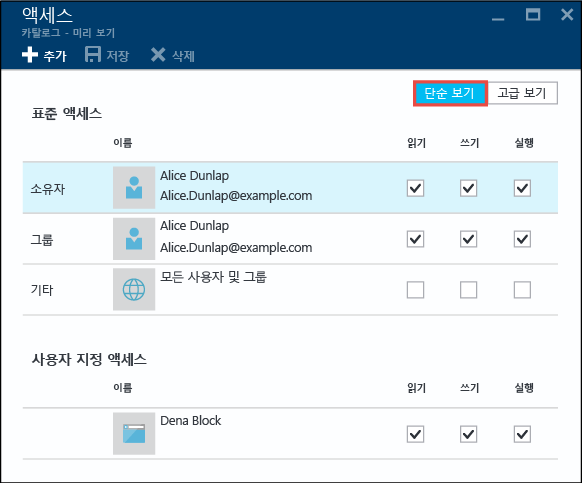 액세스
카탈로그 - 미리 보기
추가 저장 삭제
단순 보기 고급 보기
표준 액세스
이름 읽기 쓰기 실행
소유자 Alice Dunlap
Alice.Dunlap@example.com
그룹 Alice Dunlap
Alice.Dunlap@example.com
기타 모든 사용자 및 그룹
사용자 지정 액세스
이름 읽기 쓰기 실행
Dena Block